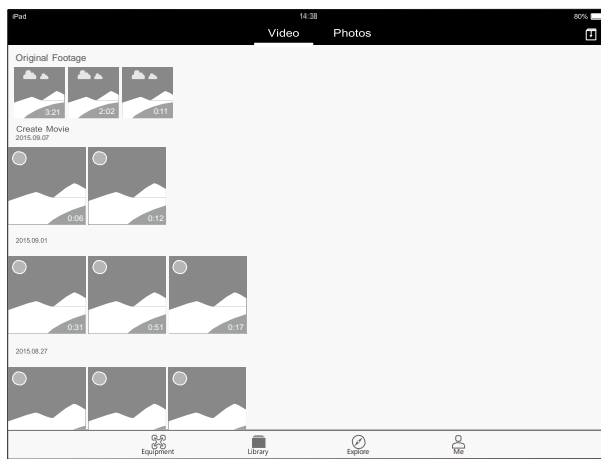 iPad 14:38 80%
Video Photos
Original Footage
3:21 2:02 0:11
Create Movie
2015.09.07
0:06 0:12
2015.09.01
0:31 0:51 0:17
2015.08.27
Equipment Library Explore Me